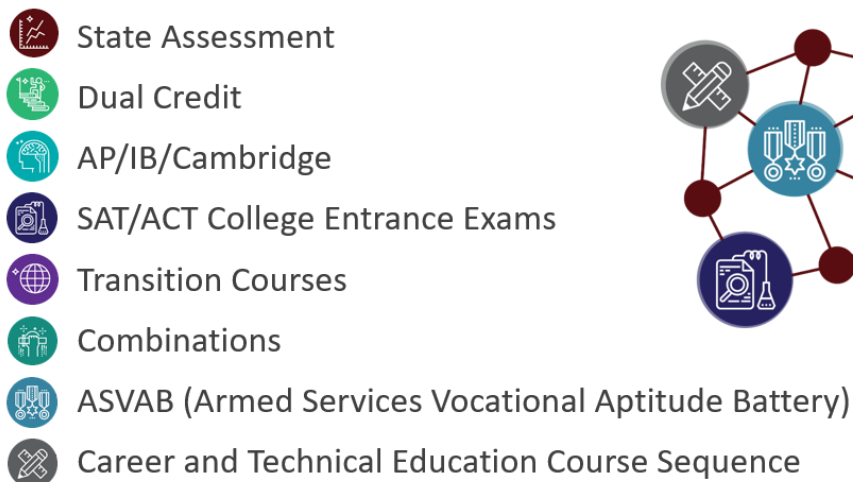 State Assessment
Dual Credit
AP/IB/Cambridge
SAT/ACT College Entrance Exams
Transition Courses
Combinations
ASVAB (Armed Services Vocational Aptitude Battery)
Career and Technical Education Course Sequence